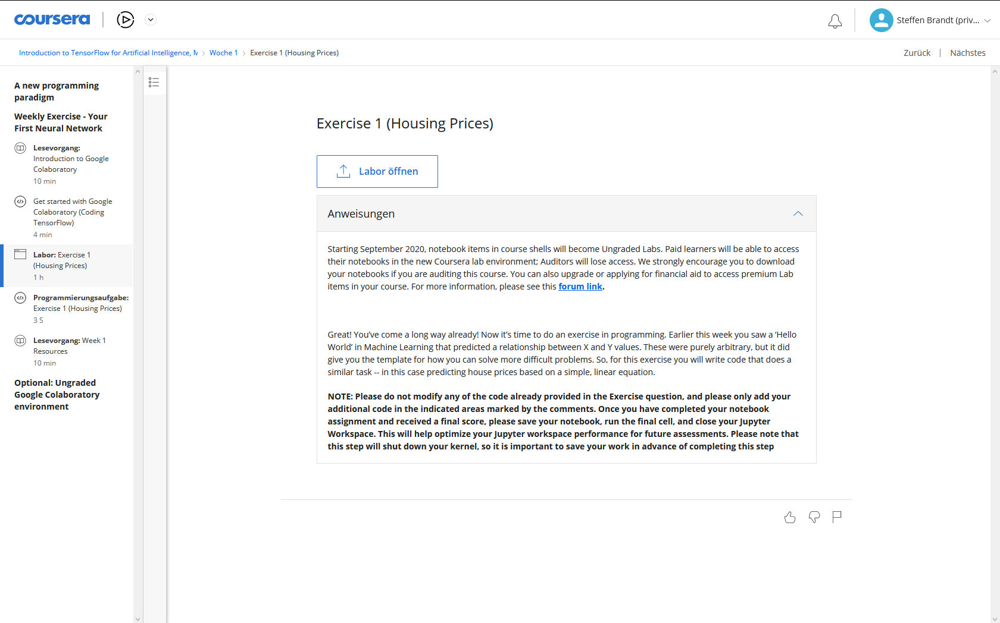 coursera
Steffen Brandt (priv...
Introduction to TensorFlow for Artificial Intelligence, M
Woche 1
Exercise 1 (Housing Prices)
Zurück
Nächstes
A new programming
paradigm
Weekly Exercise - Your
First Neural Network
Lesevorgang:
Introduction to Google
Colaboratory
10 min
Get started with Google
Colaboratory (Coding
TensorFlow)
4 min
Labor: Exercise 1
(Housing Prices)
1 h
Programmierungsaufgabe:
Exercise 1 (Housing Prices)
3 S
Lesevorgang: Week 1
Resources
10 min
Optional: Ungraded
Google Colaboratory
environment
Exercise 1 (Housing Prices)
Labor öffnen
Anweisungen
Starting September 2020, notebook items in course shells will become Ungraded Labs. Paid learners will be able to access
their notebooks in the new Coursera lab environment; Auditors will lose access. We strongly encourage you to download
your notebooks if you are auditing this course. You can also upgrade or applying for financial aid to access premium Lab
items in your course. For more information, please see this forum link.
Great! You’ve come a long way already! Now it’s time to do an exercise in programming. Earlier this week you saw a ‘Hello
World’ in Machine Learning that predicted a relationship between X and Y values. These were purely arbitrary, but it did
give you the template for how you can solve more difficult problems. So, for this exercise you will write code that does a
similar task -- in this case predicting house prices based on a simple, linear equation.
NOTE: Please do not modify any of the code already provided in the Exercise question, and please only add your
additional code in the indicated areas marked by the comments. Once you have completed your notebook
assignment and received a final score, please save your notebook, run the final cell, and close your Jupyter
Workspace. This will help optimize your Jupyter workspace performance for future assessments. Please note that
this step will shut down your kernel, so it is important to save your work in advance of completing this step